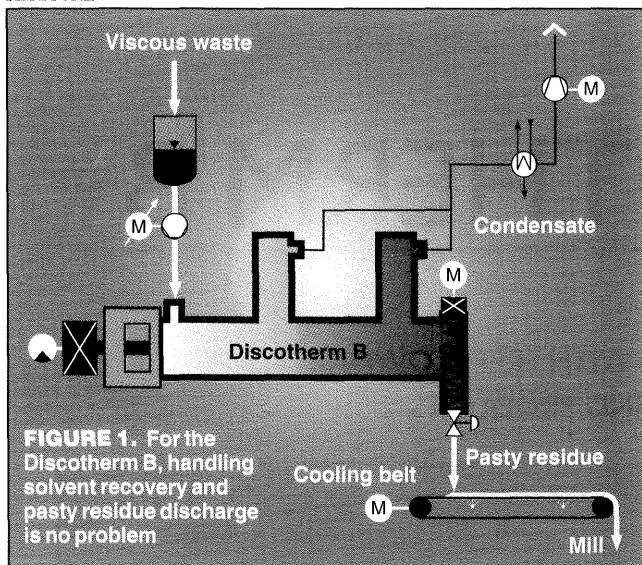 Viscous waste
M
M
Condensate
M
Discotherm B
FIGURE 1. For the
Discotherm B, handling
solvent recovery and
pasty residue discharge
is no problem
Pasty residue
Cooling belt
M
Mill